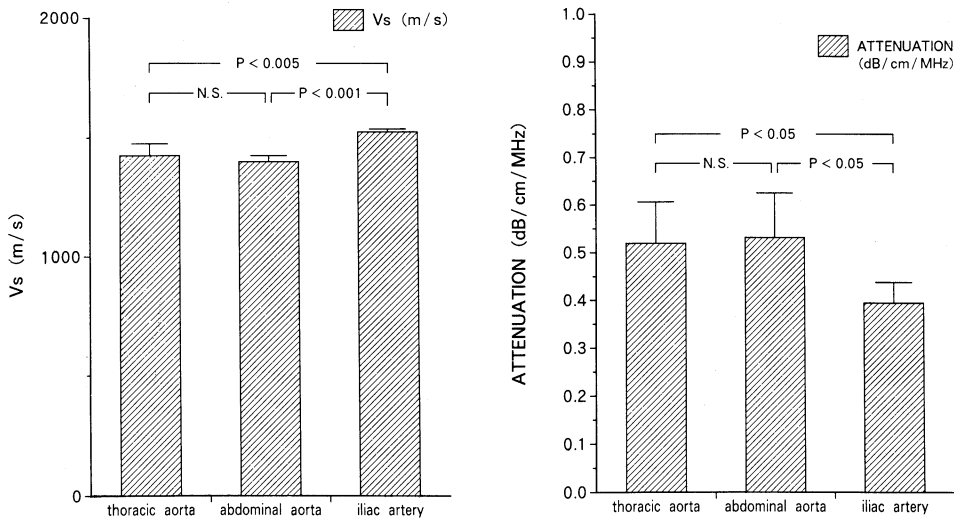 2000
Vs (m/s)
P < 0.005
N.S.
P < 0.001
1000
Vs (m/s)
0
thoracic aorta
abdominal aorta
iliac artery
1.0
0.9
ATTENUATION
(dB/cm/MHz)
0.8
P < 0.05
0.7
N.S.
P < 0.05
0.6
0.5
0.4
0.3
0.2
0.1
0.0
ATTENUATION (dB/cm/MHz)
thoracic aorta
abdominal aorta
iliac artery